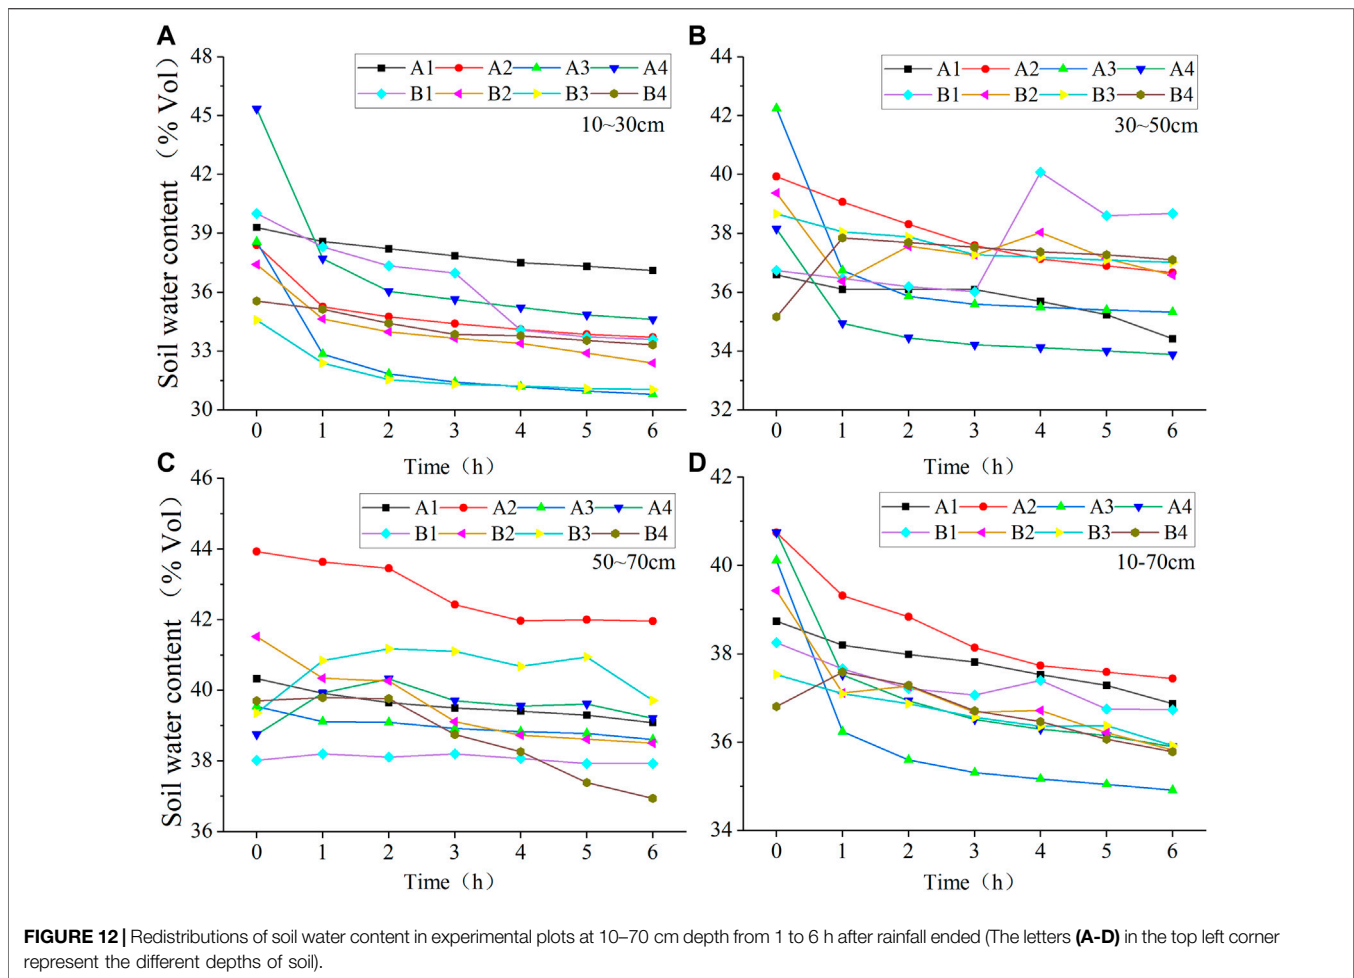 A
Soil water content （% Vol）
48
45
42
39
36
33
30
A1 A2 A3 A4
B1 B2 B3 B4
10~30cm
0 1 2 3 4 5 6
Time（h）
B
44
42
40
38
36
34
32
A1 A2 A3 A4
B1 B2 B3 B4
30~50cm
0 1 2 3 4 5 6
Time（h）
C
Soil water content （% Vol）
46
44
42
40
38
36
A1 A2 A3 A4
B1 B2 B3 B4
50~70cm
0 1 2 3 4 5 6
Time（h）
D
42
40
38
36
34
A1 A2 A3 A4
B1 B2 B3 B4
10-70cm
0 1 2 3 4 5 6
Time（h）
FIGURE 12 | Redistributions of soil water content in experimental plots at 10–70 cm depth from 1 to 6 h after rainfall ended (The letters (A-D) in the top left corner
represent the different depths of soil).